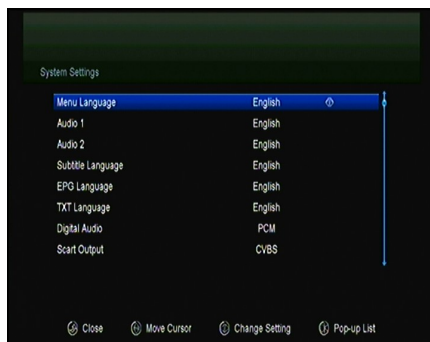 System Settings
Menu Language English
Audio 1 English
Audio 2 English
Subtitle Language English
EPG Language English
TXT Language English
Digital Audio PCM
Scart Output CVBS
Close Move Cursor Change Setting Pop-up List